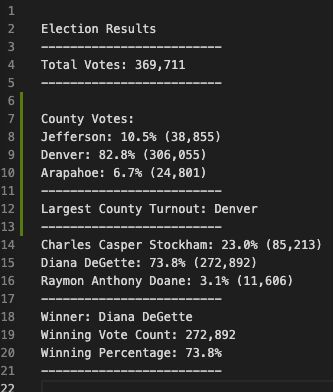 1
2 Election Results
3 -------------------------
4 Total Votes: 369,711
5 -------------------------
6
7 County Votes:
8 Jefferson: 10.5% (38,855)
9 Denver: 82.8% (306,055)
10 Arapahoe: 6.7% (24,801)
11 -------------------------
12 Largest County Turnout: Denver
13 -------------------------
14 Charles Casper Stockham: 23.0% (85,213)
15 Diana DeGette: 73.8% (272,892)
16 Raymon Anthony Doane: 3.1% (11,606)
17 -------------------------
18 Winner: Diana DeGette
19 Winning Vote Count: 272,892
20 Winning Percentage: 73.8%
21 -------------------------
22